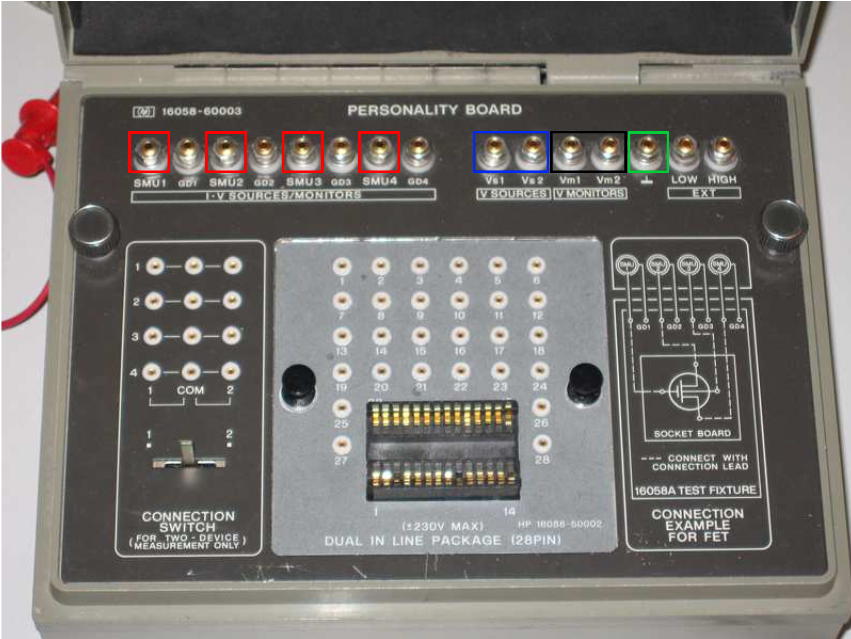 hp 16058-60003
PERSONALITY BOARD
SMU1 GD1 SMU2 GD2 SMU3 GD3 SMU4 GD4
I-V SOURCES/MONITORS
Vs1 Vs2 Vm1 Vm2 LOW HIGH
V SOURCES V MONITORS EXT
1
2
3
4
1 COM 2
1 2
CONNECTION
SWITCH
(FOR TWO-DEVICE
MEASUREMENT ONLY)
1 2 3 4 5 6
7 8 9 10 11 12
13 14 15 16 17 18
19 20 21 22 23 24
25 26
27 28
1 14
(±230V MAX) HP 16088-60002
DUAL IN LINE PACKAGE (28PIN)
SMU SMU SMU SMU
GD1 GD2 GD3 GD4
SOCKET BOARD
--- CONNECT WITH
CONNECTION LEAD
16058A TEST FIXTURE
CONNECTION
EXAMPLE
FOR FET